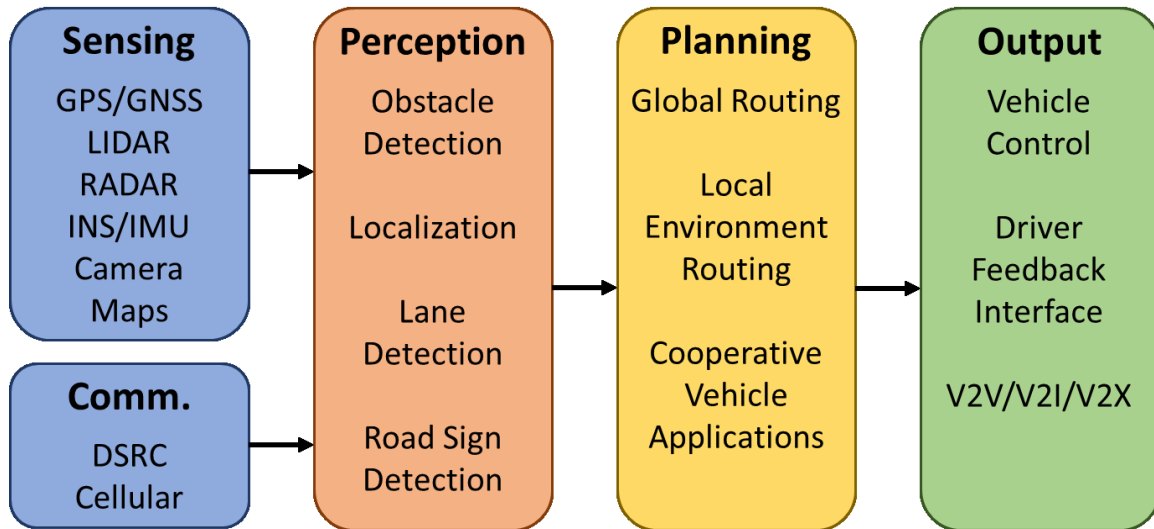 Sensing
GPS/GNSS
LIDAR
RADAR
INS/IMU
Camera
Maps
Comm.
DSRC
Cellular
Perception
Obstacle
Detection
Localization
Lane
Detection
Road Sign
Detection
Planning
Global Routing
Local
Environment
Routing
Cooperative
Vehicle
Applications
Output
Vehicle
Control
Driver
Feedback
Interface
V2V/V2I/V2X